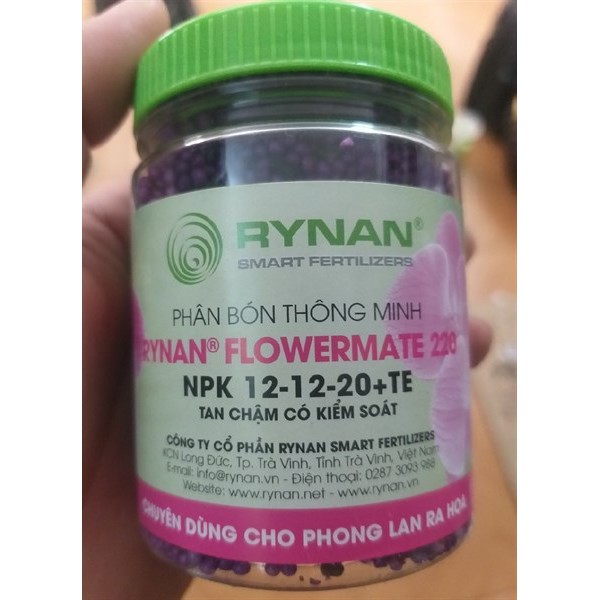 RYNAN®
SMART FERTILIZERS
PHÂN BÓN THÔNG MINH
RYNAN® FLOWERMATE 220
NPK 12-12-20+TE
TAN CHẬM CÓ KIỂM SOÁT
CÔNG TY CỔ PHẦN RYNAN SMART FERTILIZERS
KCN Long Đức, Tp. Trà Vinh, Tỉnh Trà Vinh, Việt Nam
E-mail: info@rynan.vn - Điện thoại: 0287 3093 988
Website: www.rynan.net - www.rynan.vn
CHUYÊN DÙNG CHO PHONG LAN RA HOA